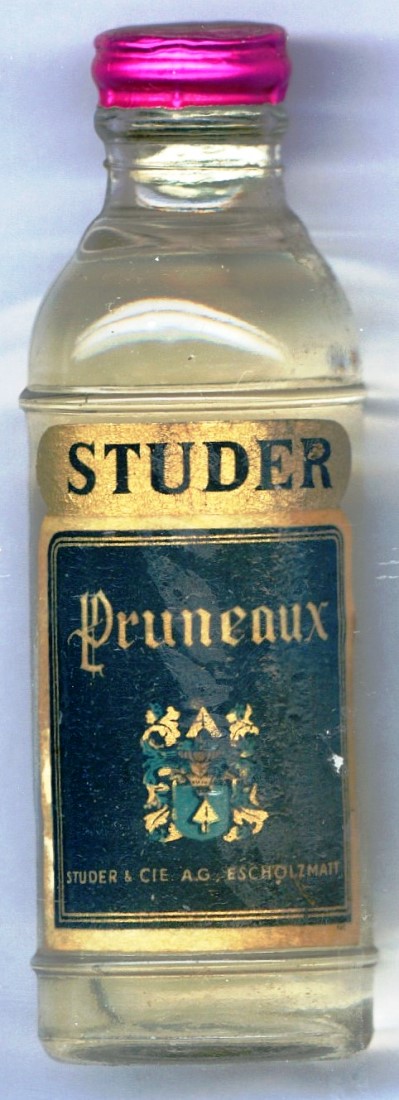 STUDER
Pruneaux
STUDER & CIE. A.G., ESCHOLZMATT